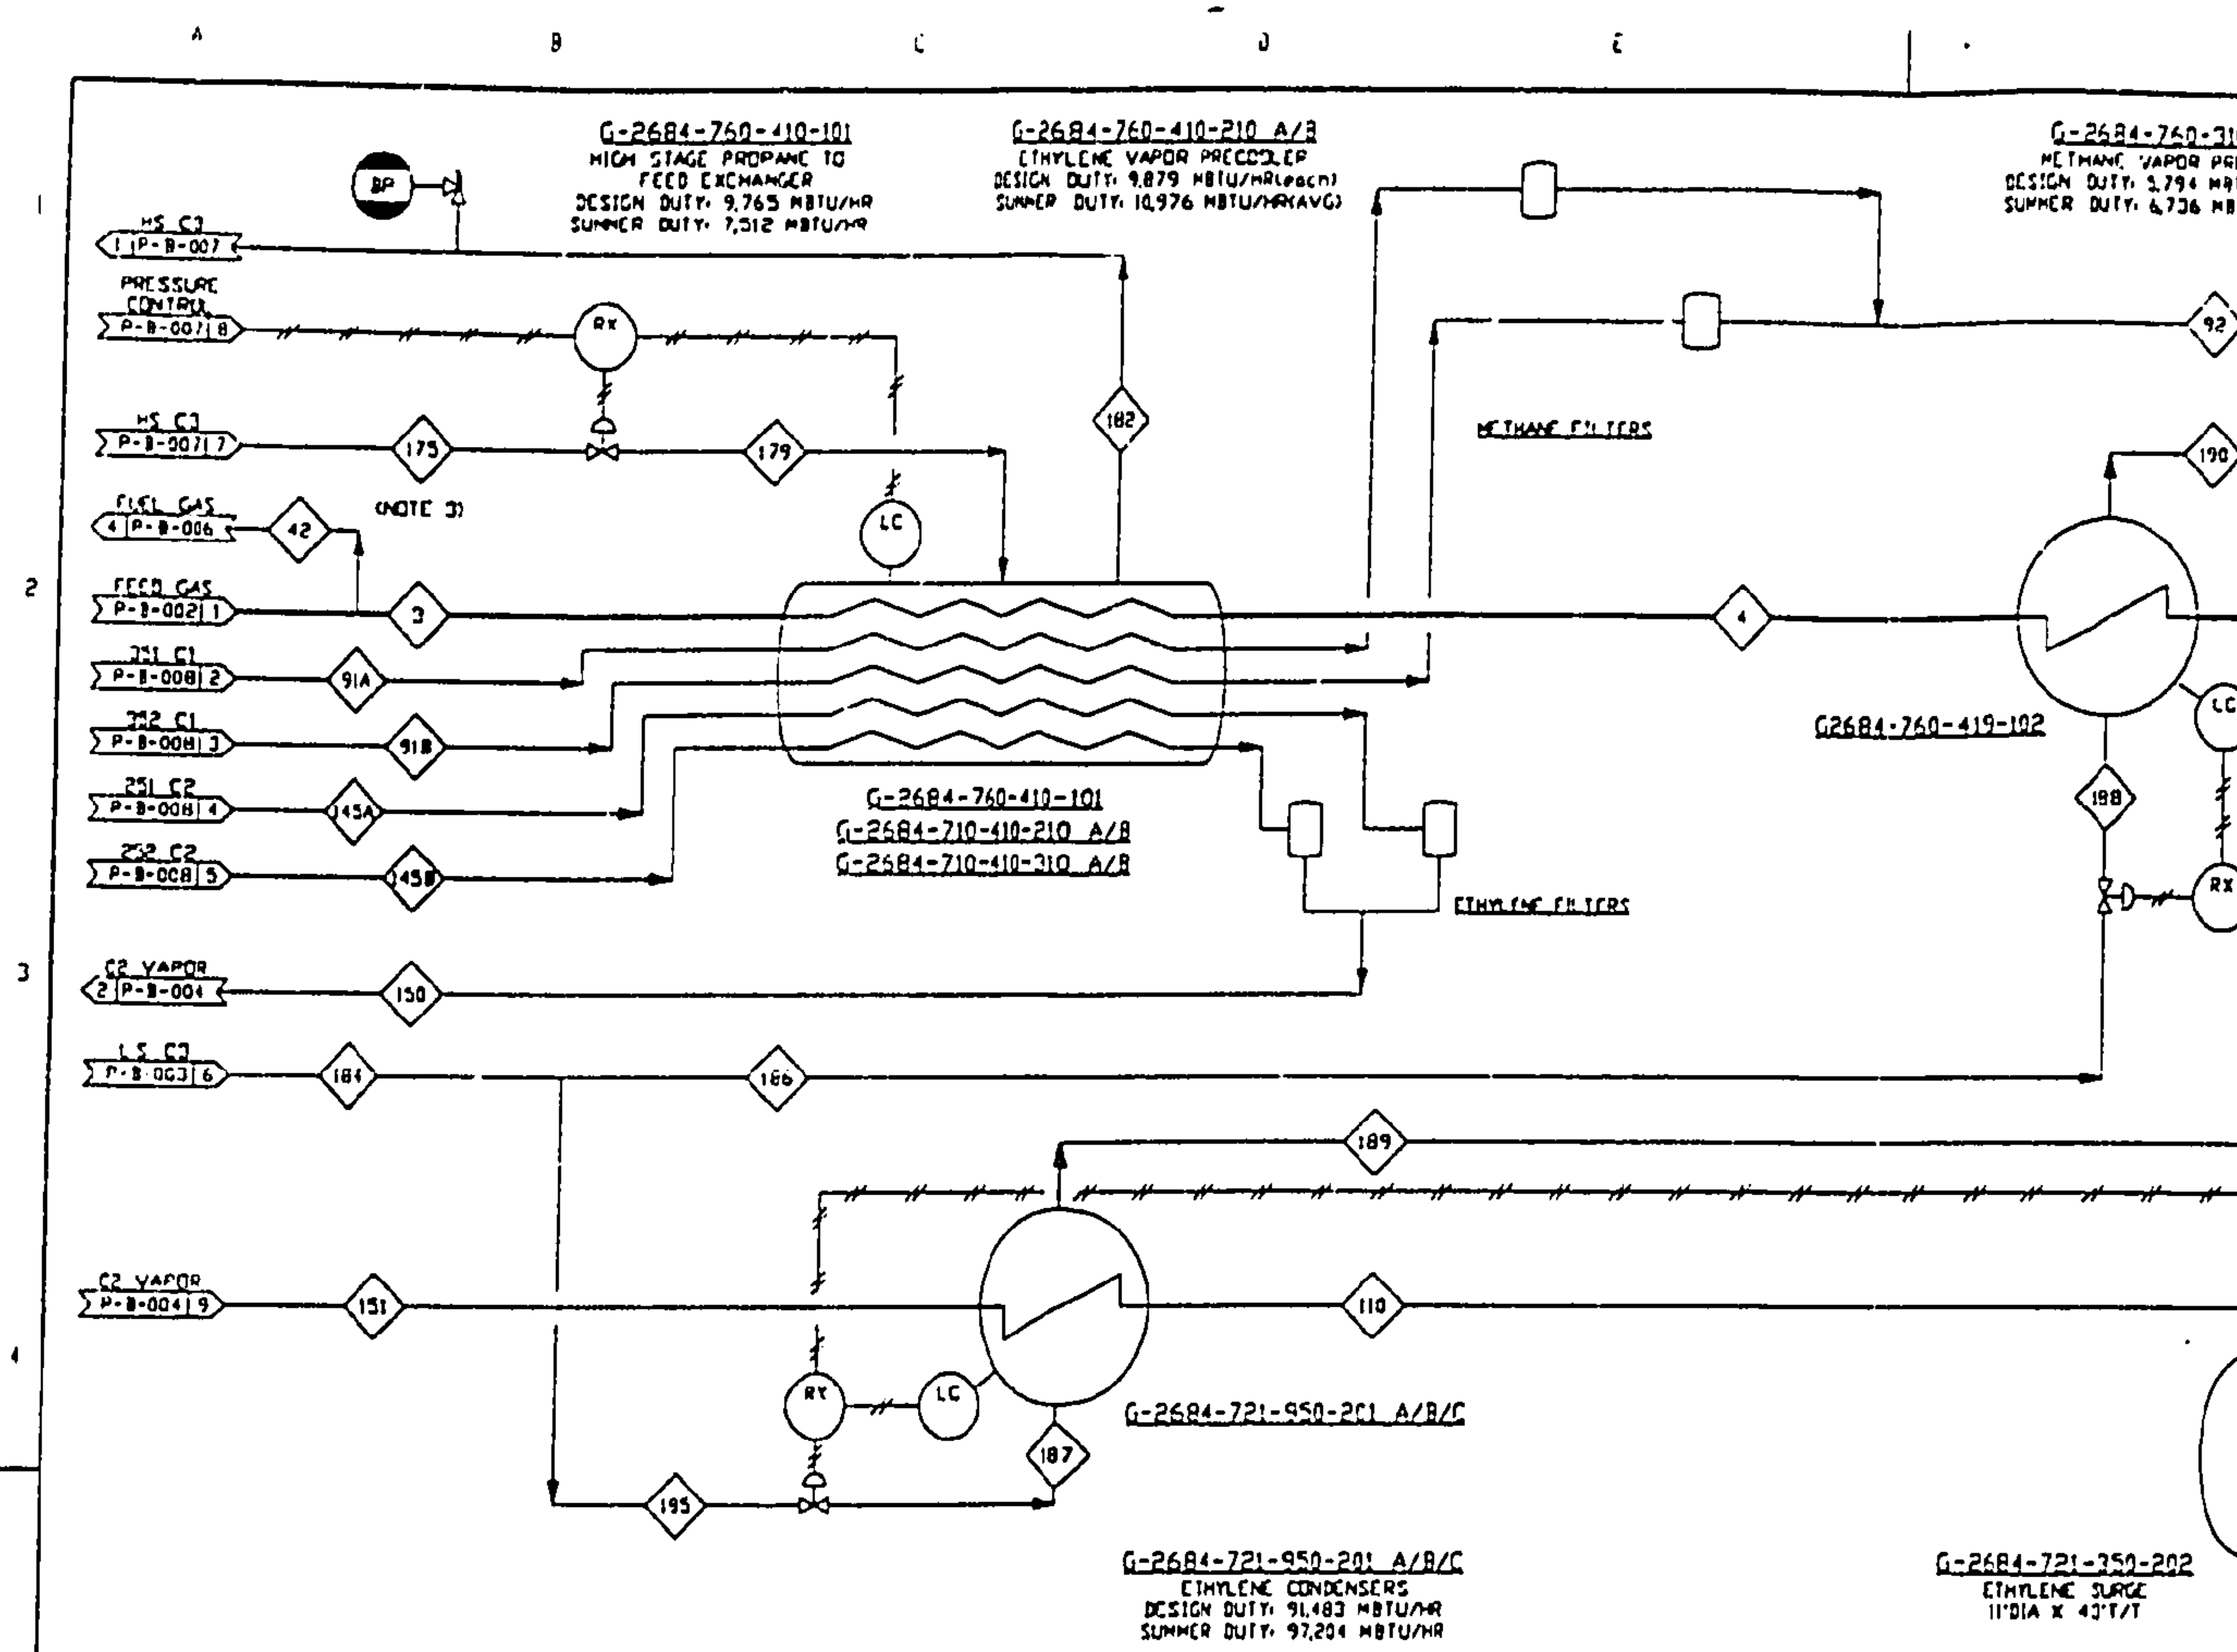 A
B
C
D
E
1
2
3
4
G-2684-760-410-101
HIGH STAGE PROPANE TO
FEED EXCHANGER
DESIGN DUTY: 9,765 MBTU/HR
SUMMER DUTY: 7,512 MBTU/HR
G-2684-760-410-210 A/B
ETHYLENE VAPOR PRECOOLER
DESIGN DUTY: 9,879 MBTU/HR(each)
SUMMER DUTY: 10,976 MBTU/HR(AVG)
METHANE VAPOR
DESIGN DUTY: 5,794
SUMMER DUTY: 6,736
BP
HS C3
1 P-B-007
PRESSURE
CONTROL
P-B-007 8
RX
92
HS C3
P-B-007 7
175
179
182
METHANE FILTERS
190
(NOTE 3)
FUEL GAS
4 P-B-006
42
LC
FEED GAS
P-B-002 1
3
4
351 C1
P-B-008 2
91A
352 C1
P-B-008 3
91B
G2684-760-419-102
LC
251 C2
P-B-008 4
145A
G-2684-760-410-101
G-2684-710-410-210 A/B
G-2684-710-410-310 A/B
188
252 C2
P-B-008 5
145B
RX
ETHYLENE FILTERS
C2 VAPOR
2 P-B-004
150
LS C3
P-B-003 6
184
186
189
C2 VAPOR
P-B-004 9
151
110
RX
LC
G-2684-721-950-201 A/B/C
187
195
G-2684-721-950-201 A/B/C
ETHYLENE CONDENSERS
DESIGN DUTY: 91,483 MBTU/HR
SUMMER DUTY: 97,204 MBTU/HR
G-2684-721-350-202
ETHYLENE SURGE
11'DIA X 43'T/T